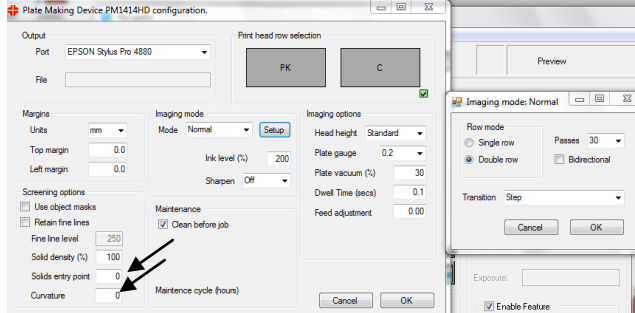 Plate Making Device PM1414HD configuration.
Output
Port EPSON Stylus Pro 4880
File
Print head row selection
PK C
Margins
Units mm
Top margin 0.0
Left margin 0.0
Screening options
Use object masks
Retain fine lines
Fine line level 250
Solid density (%) 100
Solids entry point 0
Curvature 0
Imaging mode
Mode Normal Setup
Ink level (%) 200
Sharpen Off
Maintenance
Clean before job
Maintence cycle (hours)
Imaging options
Head height Standard
Plate gauge 0.2
Plate vacuum (%) 30
Dwell Time (secs) 0.1
Feed adjustment 0.00
Cancel OK
Preview
Imaging mode: Normal
Row mode
Single row
Double row
Passes 30
Bidirectional
Transition Step
Cancel OK
Exposure:
Enable Feature